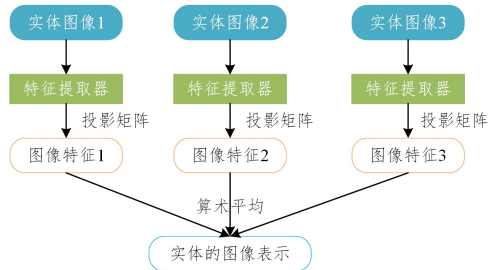 实体图像1 实体图像2 实体图像3
特征提取器 特征提取器 特征提取器
投影矩阵 投影矩阵 投影矩阵
图像特征1 图像特征2 图像特征3
算术平均
实体的图像表示